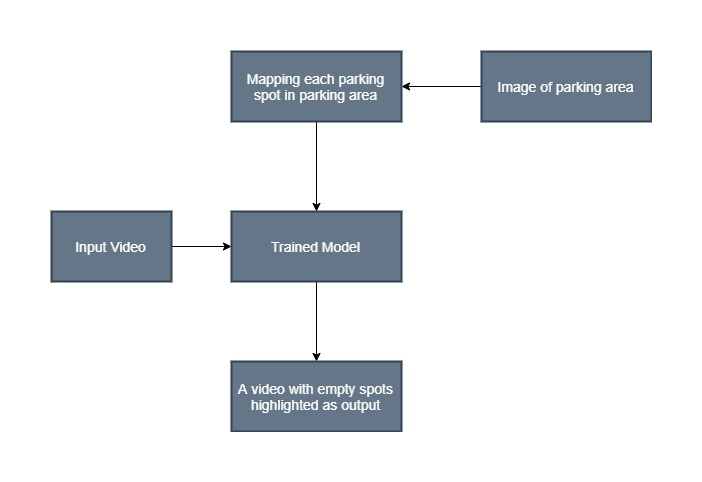 Mapping each parking
spot in parking area
Image of parking area
Input Video
Trained Model
A video with empty spots
highlighted as output